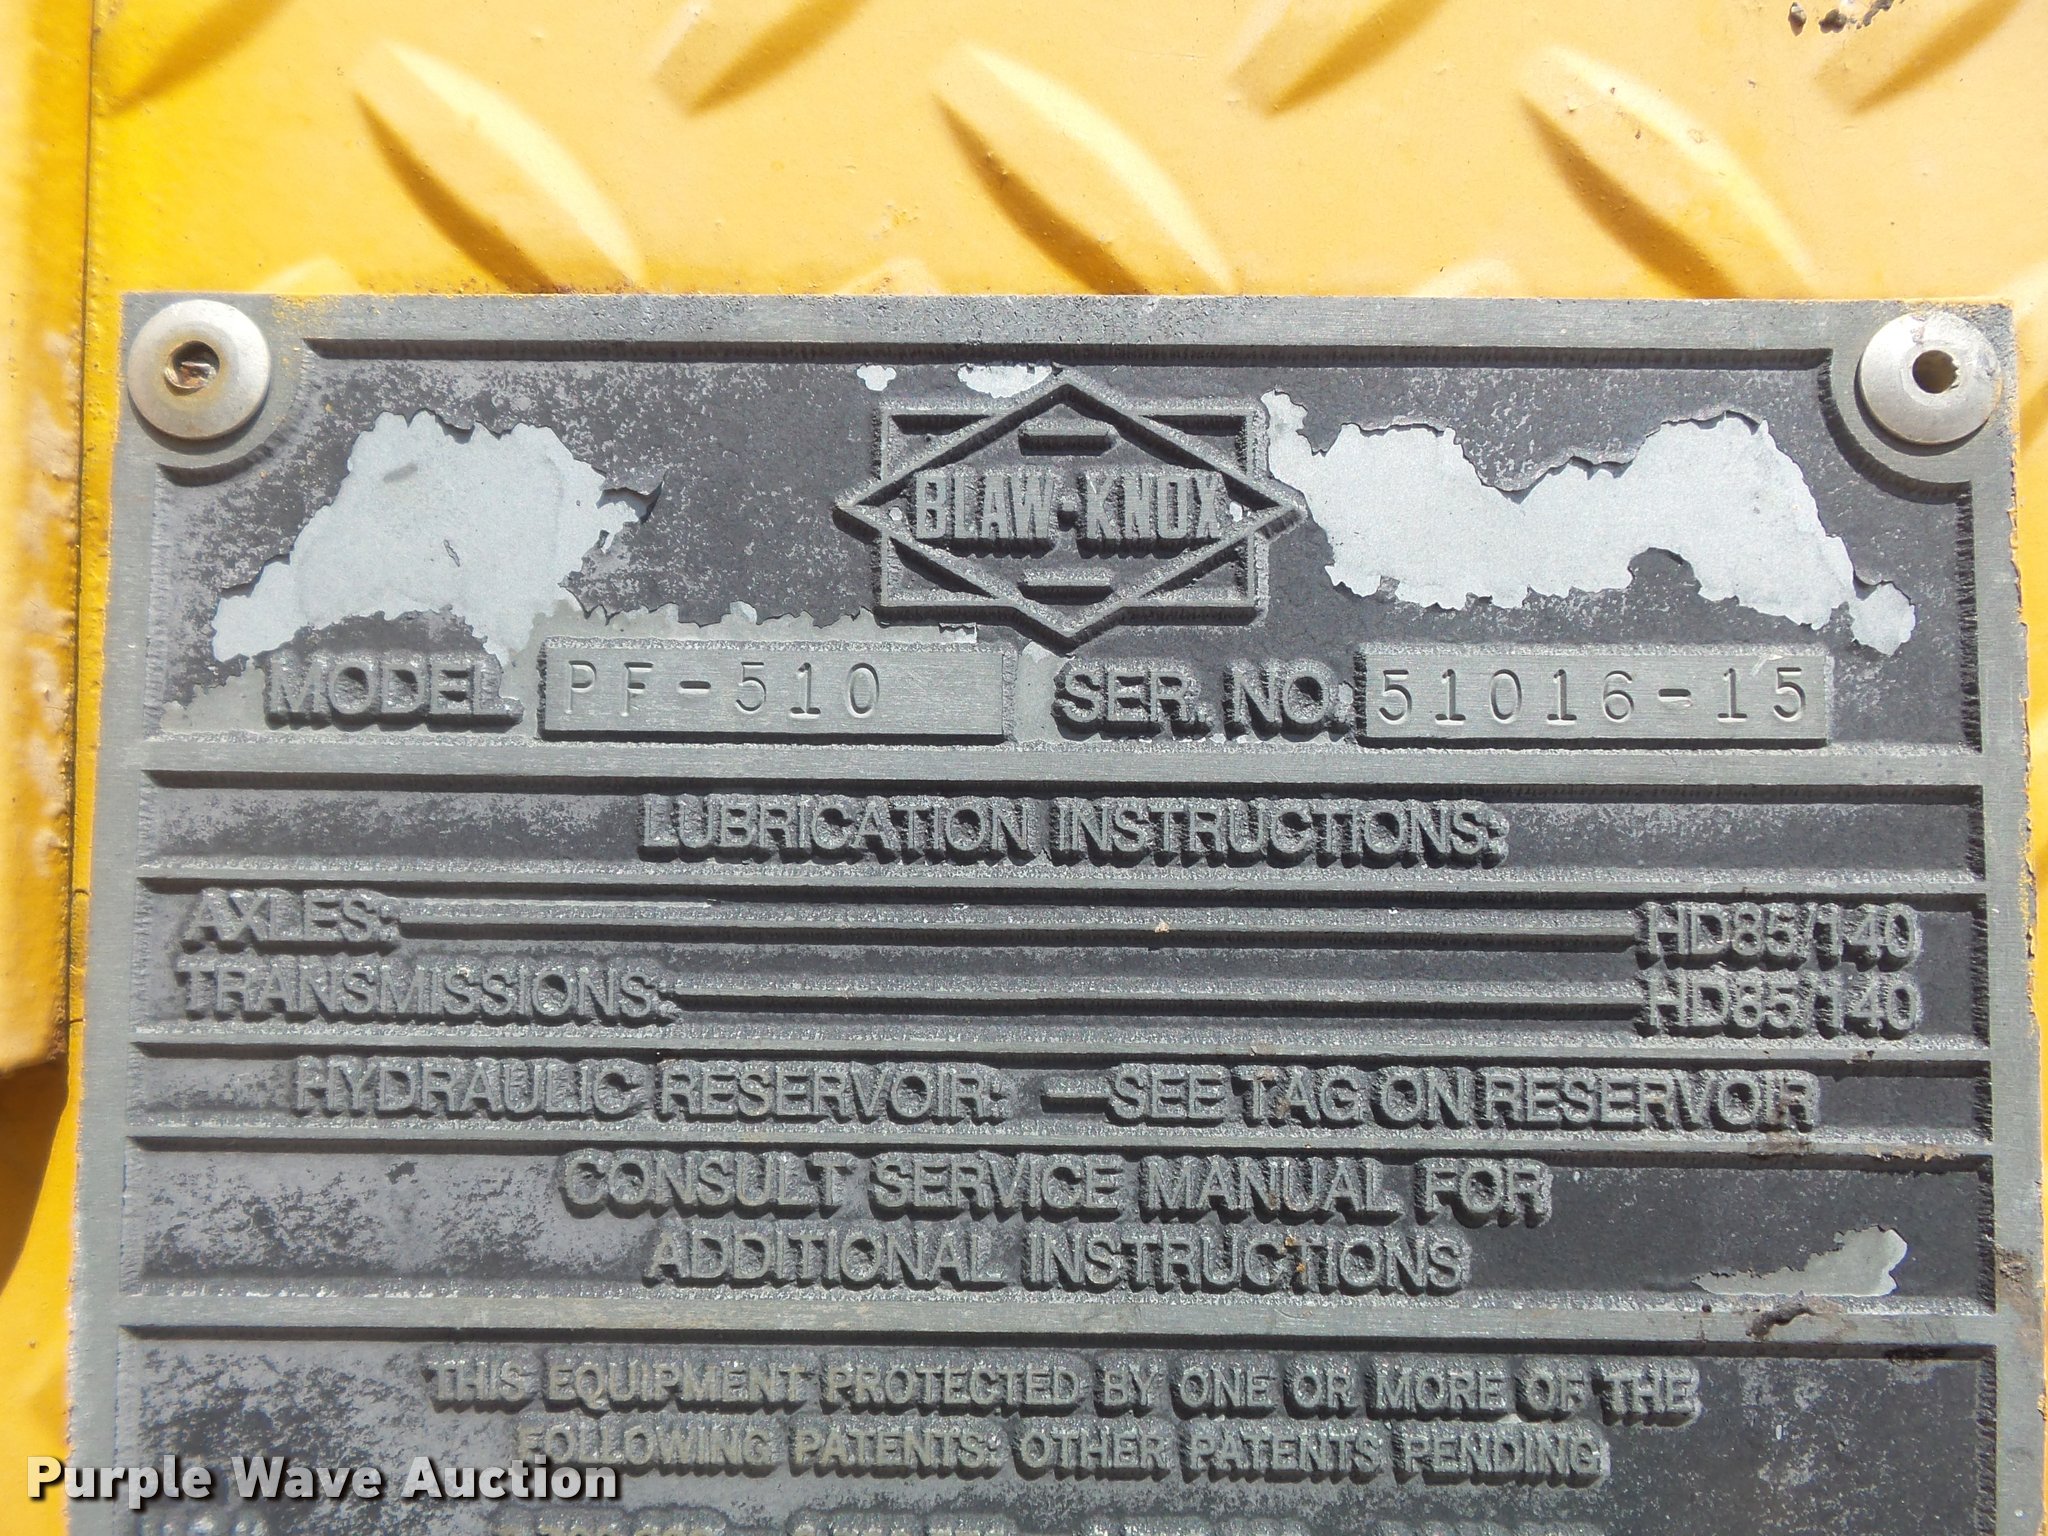 BLAW-KNOX
MODEL PF-510 SER. NO. 51016-15
LUBRICATION INSTRUCTIONS:
AXLES: HD85/140
TRANSMISSIONS: HD85/140
HYDRAULIC RESERVOIR: —SEE TAG ON RESERVOIR
CONSULT SERVICE MANUAL FOR
ADDITIONAL INSTRUCTIONS
THIS EQUIPMENT PROTECTED BY ONE OR MORE OF THE
FOLLOWING PATENTS: OTHER PATENTS PENDING
Purple Wave Auction